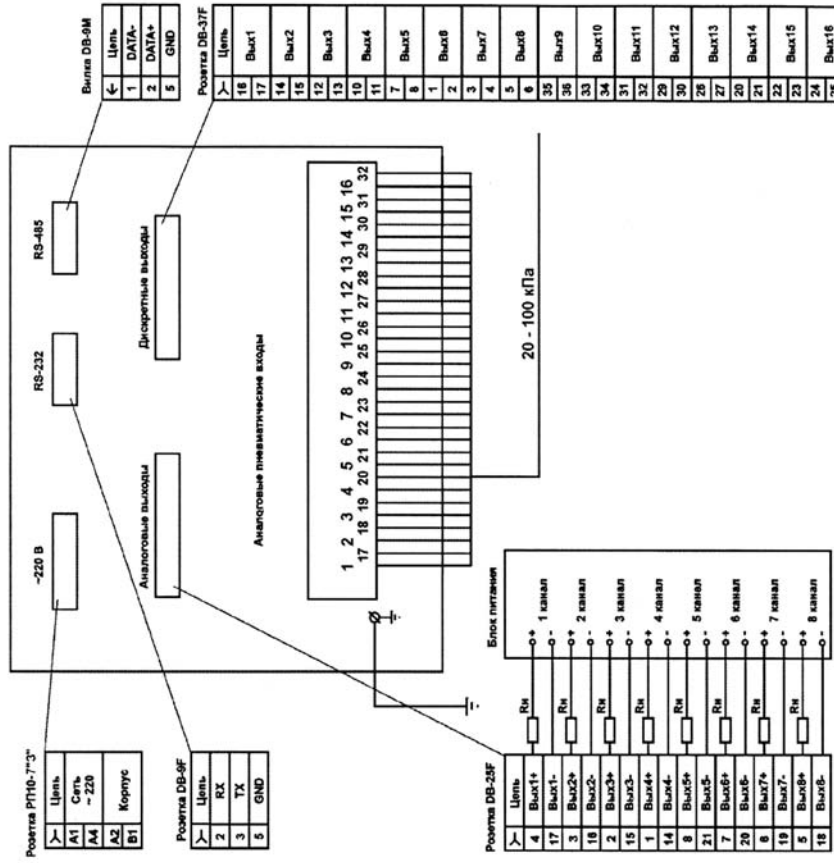 Вилка DB-9M
Цепь
1 DATA-
2 DATA+
5 GND
Розетка DB-37F
Цепь
16 Вых1
17
14 Вых2
15
12 Вых3
13
10 Вых4
11
7 Вых5
8
1 Вых6
2
3 Вых7
4
5 Вых8
6
35 Вых9
36
33 Вых10
34
31 Вых11
32
29 Вых12
30
26 Вых13
27
20 Вых14
21
22 Вых15
23
24 Вых16
25
~220 В
RS-232
RS-485
Аналоговые выходы
Дискретные выходы
Аналоговые пневматические входы
1 2 3 4 5 6 7 8 9 10 11 12 13 14 15 16
17 18 19 20 21 22 23 24 25 26 27 28 29 30 31 32
20 - 100 кПа
Розетка РП10-7"3"
Цепь
A1 Сеть
A4 ~ 220
A2 Корпус
B1
Розетка DB-9F
Цепь
2 RX
3 TX
5 GND
Розетка DB-25F
Цепь
4 Вых1+
17 Вых1-
3 Вых2+
16 Вых2-
2 Вых3+
15 Вых3-
1 Вых4+
14 Вых4-
8 Вых5+
21 Вых5-
7 Вых6+
20 Вых6-
6 Вых7+
19 Вых7-
5 Вых8+
18 Вых8-
Rн
Rн
Rн
Rн
Rн
Rн
Rн
Rн
Блок питания
+ 1 канал
-
+ 2 канал
-
+ 3 канал
-
+ 4 канал
-
+ 5 канал
-
+ 6 канал
-
+ 7 канал
-
+ 8 канал
-